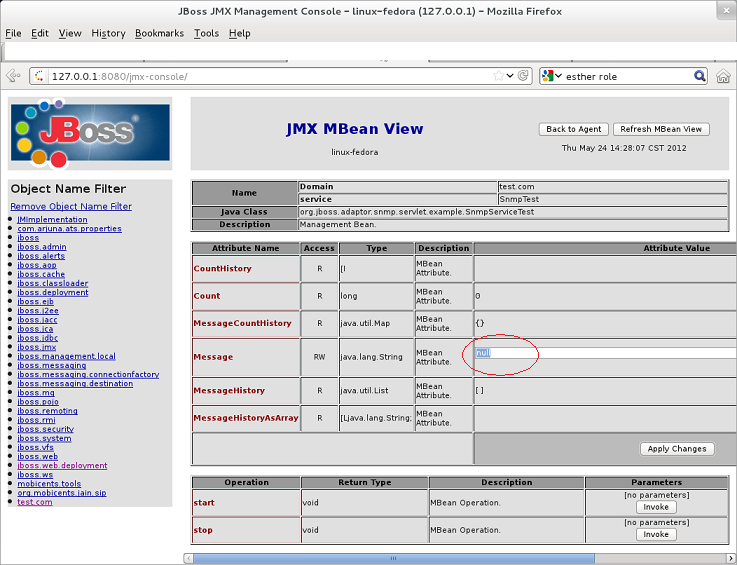 JBoss JMX Management Console - linux-fedora (127.0.0.1) - Mozilla Firefox
File Edit View History Bookmarks Tools Help
127.0.0.1:8080/jmx-console/
esther role
JBoss
JMX MBean View
linux-fedora
Back to Agent
Refresh MBean View
Thu May 24 14:28:07 CST 2012
Object Name Filter
Remove Object Name Filter
JMImplementation
com.arjuna.ats.properties
jboss
jboss.admin
jboss.alerts
jboss.aop
jboss.cache
jboss.classloader
jboss.deployment
jboss.ejb
jboss.j2ee
jboss.jacc
jboss.jca
jboss.jdbc
jboss.jmx
jboss.management.local
jboss.messaging
jboss.messaging.connectionfactory
jboss.messaging.destination
jboss.mq
jboss.pojo
jboss.remoting
jboss.rmi
jboss.security
jboss.system
jboss.vfs
jboss.web
jboss.web.deployment
jboss.ws
mobicents.tools
org.mobicents.jain.sip
test.com
Name Domain test.com
service SnmpTest
Java Class org.jboss.adaptor.snmp.servlet.example.SnmpServiceTest
Description Management Bean.
Attribute Name Access Type Description Attribute Value
CountHistory R [I MBean Attribute.
Count R long MBean Attribute. 0
MessageCountHistory R java.util.Map MBean Attribute. {}
Message RW java.lang.String MBean Attribute. null
MessageHistory R java.util.List MBean Attribute. []
MessageHistoryAsArray R [Ljava.lang.String; MBean Attribute.
Apply Changes
Operation Return Type Description Parameters
start void MBean Operation. [no parameters]
Invoke
stop void MBean Operation. [no parameters]
Invoke